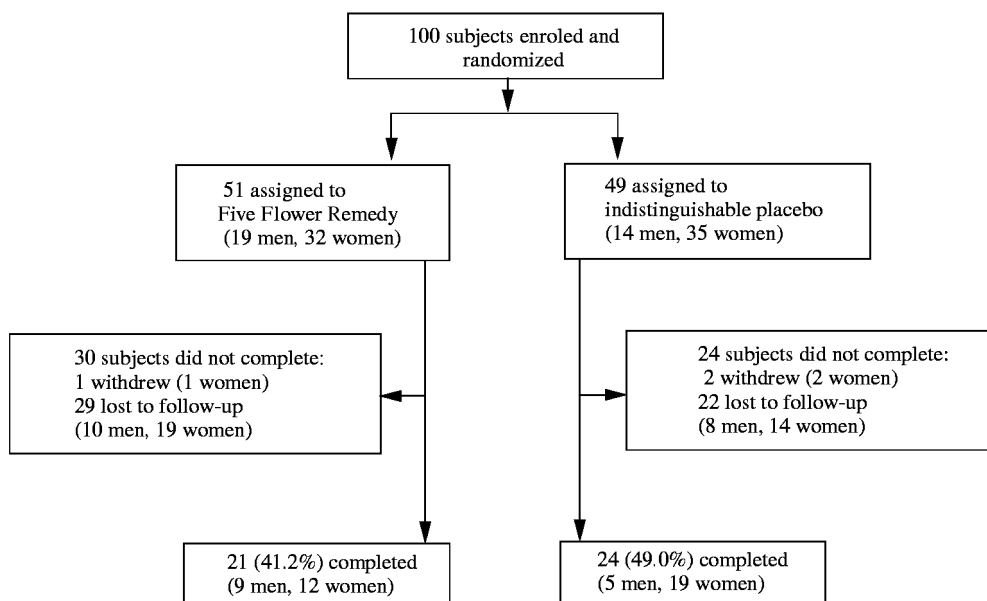 100 subjects enroled and
randomized
51 assigned to
Five Flower Remedy
(19 men, 32 women)
49 assigned to
indistinguishable placebo
(14 men, 35 women)
30 subjects did not complete:
1 withdrew (1 women)
29 lost to follow-up
(10 men, 19 women)
24 subjects did not complete:
2 withdrew (2 women)
22 lost to follow-up
(8 men, 14 women)
21 (41.2%) completed
(9 men, 12 women)
24 (49.0%) completed
(5 men, 19 women)